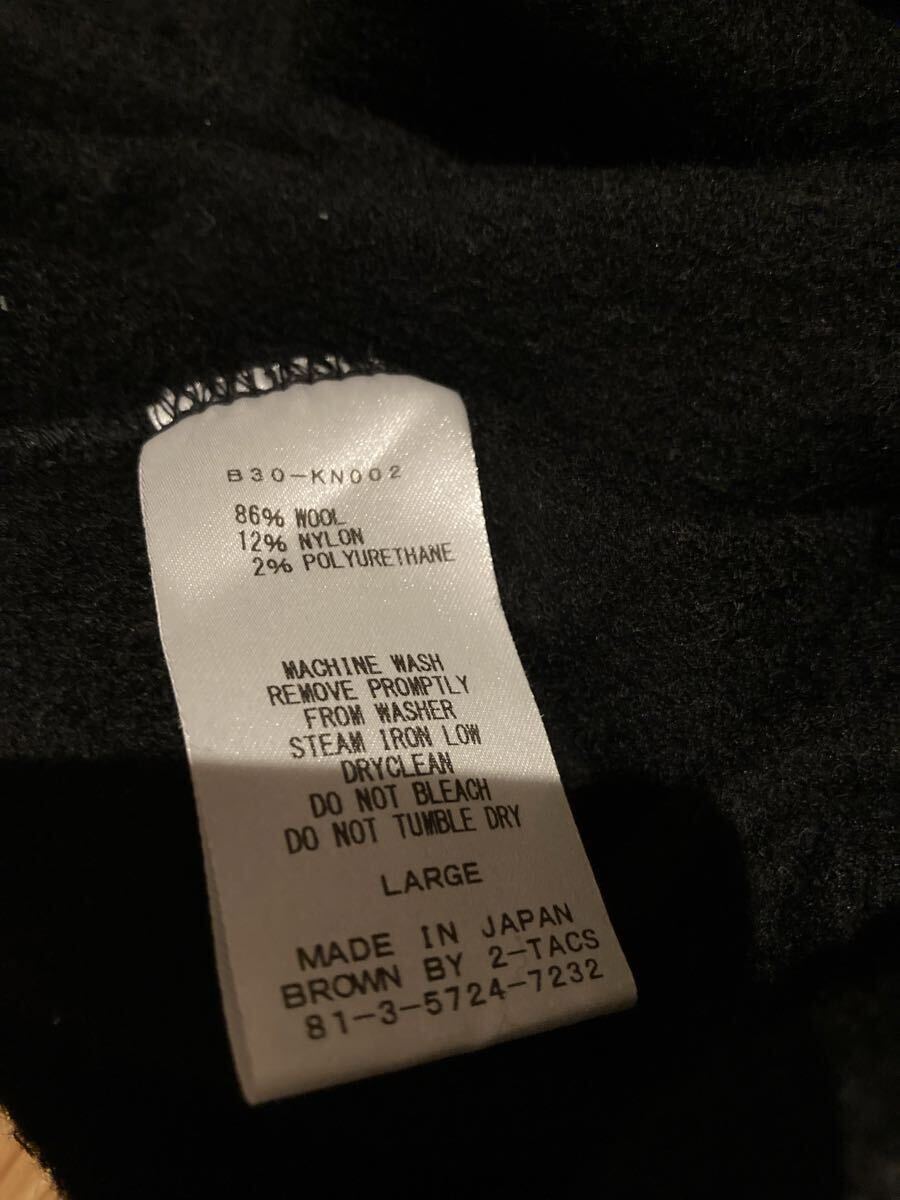 B30-KN002
86% WOOL
12% NYLON
2% POLYURETHANE
MACHINE WASH
REMOVE PROMPTLY
FROM WASHER
STEAM IRON LOW
DRYCLEAN
DO NOT BLEACH
DO NOT TUMBLE DRY
LARGE
MADE IN JAPAN
BROWN BY 2-TACS
81-3-5724-7232